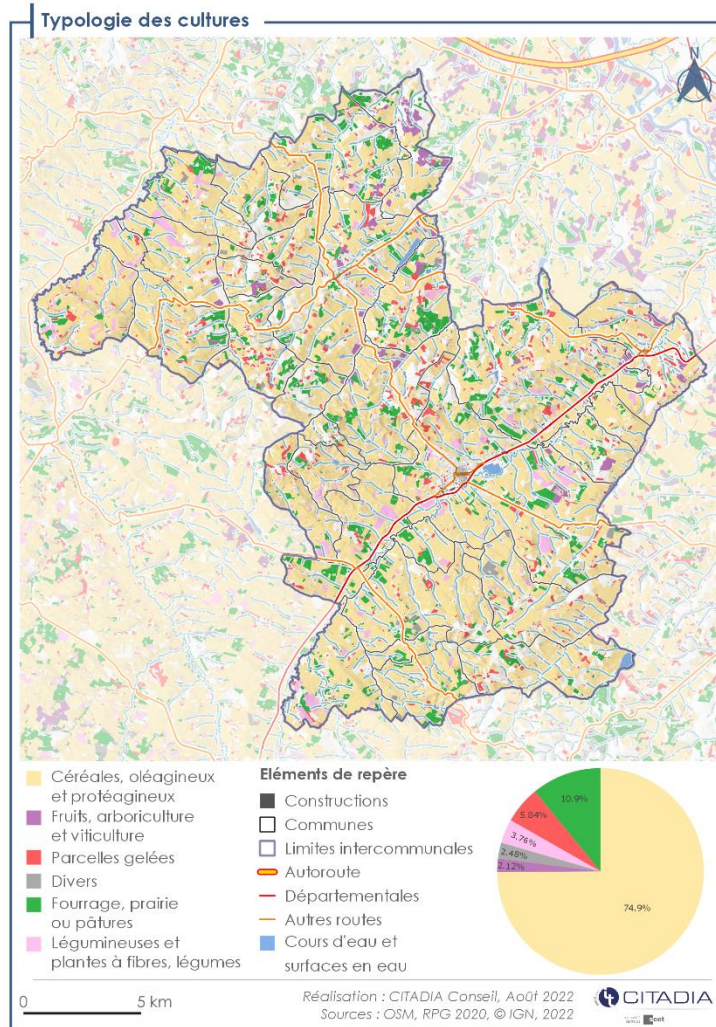 Typologie des cultures
N
Céréales, oléagineux
et protéagineux
Fruits, arboriculture
et viticulture
Parcelles gelées
Divers
Fourrage, prairie
ou pâtures
Légumineuses et
plantes à fibres, légumes
Eléments de repère
Constructions
Communes
Limites intercommunales
Autoroute
Départementales
Autres routes
Cours d'eau et
surfaces en eau
10.9%
5.84%
3.76%
2.48%
2.12%
74.9%
0 5 km
Réalisation : CITADIA Conseil, Août 2022
Sources : OSM, RPG 2020, © IGN, 2022
CITADIA